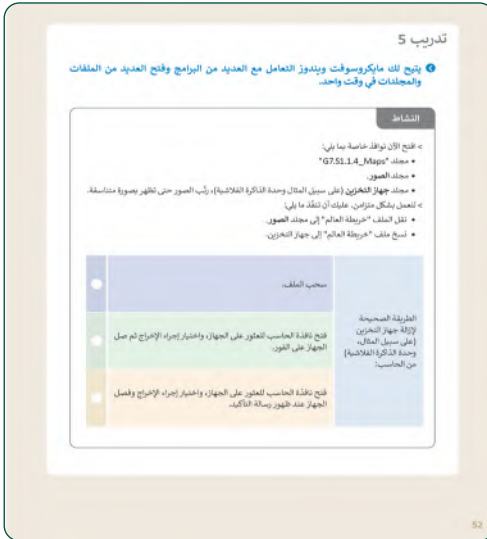 تدريب 5
يتيح لك مايكروسوفت ويندوز التعامل مع العديد من البرامج وفتح العديد من الملفات
والمجلدات في وقت واحد.
النشاط
> افتح الآن نوافذ خاصة بما يلي:
• مجلد "G7.S1.1.4_Maps"
• مجلد الصور.
• مجلد جهاز التخزين (على سبيل المثال وحدة الذاكرة الفلاشية)، رتّب الصور حتى تظهر بصورة متناسقة.
> للعمل بشكل متزامن، عليك أن تنفّذ ما يلي:
• نقل الملف "خريطة العالم" إلى مجلد الصور.
• نسخ ملف "خريطة العالم" إلى جهاز التخزين.
الطريقة الصحيحة
لإزالة جهاز التخزين
(على سبيل المثال،
وحدة الذاكرة الفلاشية)
من الحاسب:
سحب الملف.
فتح نافذة الحاسب للعثور على الجهاز، واختيار إجراء الإخراج ثم صل
الجهاز على الفور.
فتح نافذة الحاسب للعثور على الجهاز، واختيار إجراء الإخراج وفصل
الجهاز عند ظهور رسالة التأكيد.
52